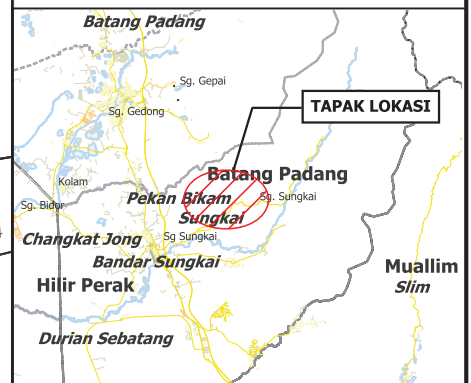 Batang Padang
Sg. Gepai
TAPAK LOKASI
Sg. Gedong
Batang Padang
Kolam
Pekan Bikam
Sg. Sungkai
Sg. Bidor
Sungkai
Changkat Jong
Sg Sungkai
Bandar Sungkai
Muallim
Hilir Perak
Slim
Durian Sebatang